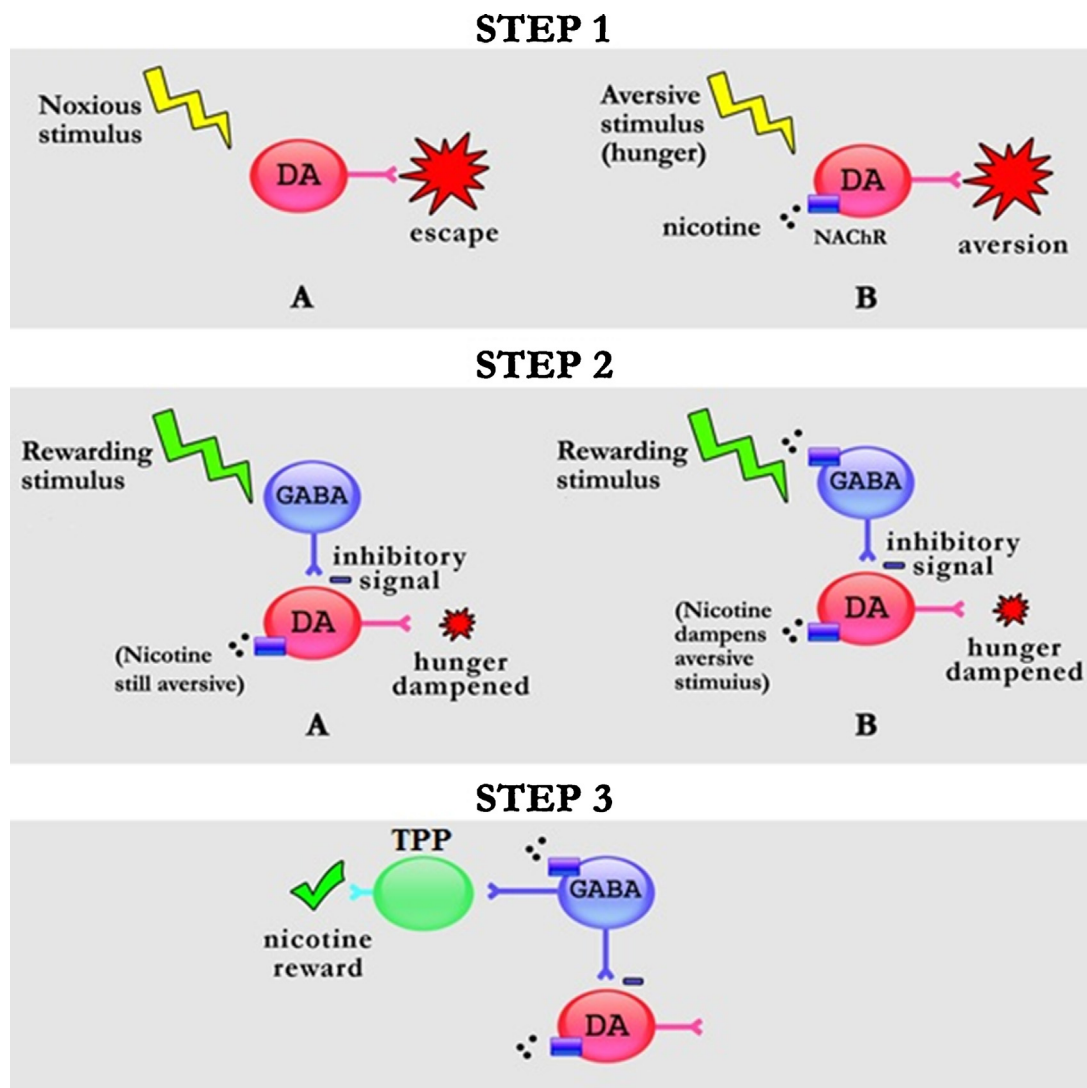 STEP 1
Noxious
stimulus
DA
escape
A
Aversive
stimulus
(hunger)
DA
nicotine
NAChR
aversion
B
STEP 2
Rewarding
stimulus
GABA
inhibitory
signal
DA
(Nicotine
still aversive)
hunger
dampened
A
Rewarding
stimulus
GABA
inhibitory
signal
DA
(Nicotine
dampens
aversive
stimuius)
hunger
dampened
B
STEP 3
TPP
GABA
nicotine
reward
DA